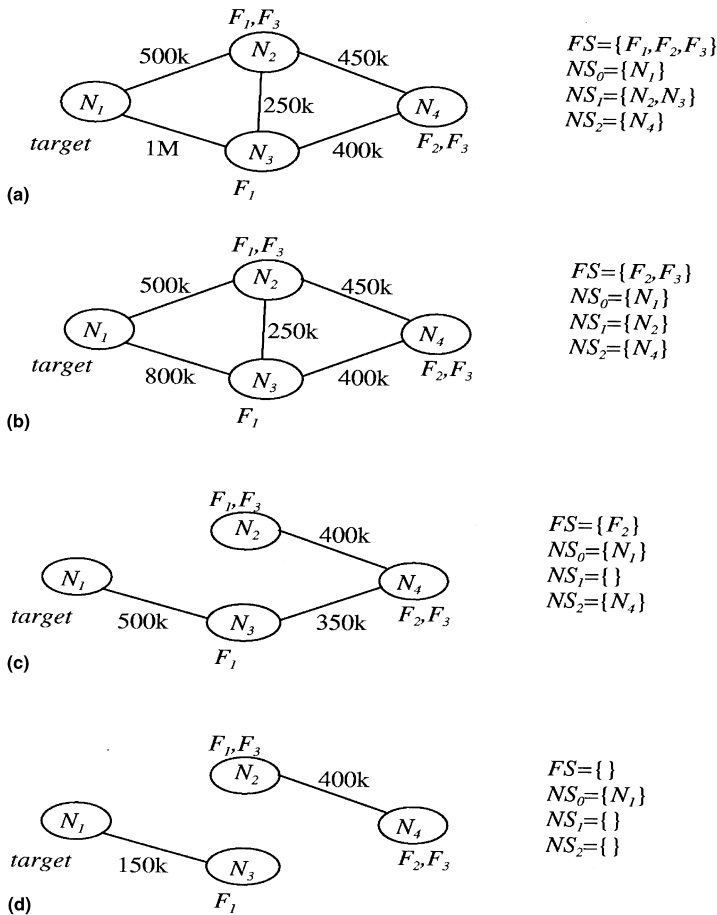 F1,F3
500k
N2
450k
N1
250k
N4
target
1M
N3
400k
F2,F3
F1
FS={F1,F2,F3}
NS0={N1}
NS1={N2,N3}
NS2={N4}
(a)
F1,F3
500k
N2
450k
N1
250k
N4
target
800k
N3
400k
F2,F3
F1
FS={F2,F3}
NS0={N1}
NS1={N2}
NS2={N4}
(b)
F1,F3
N2
400k
N1
N4
target
500k
N3
350k
F2,F3
F1
FS={F2}
NS0={N1}
NS1={ }
NS2={N4}
(c)
F1,F3
N2
400k
N1
N4
target
150k
N3
F2,F3
F1
FS={ }
NS0={N1}
NS1={ }
NS2={ }
(d)